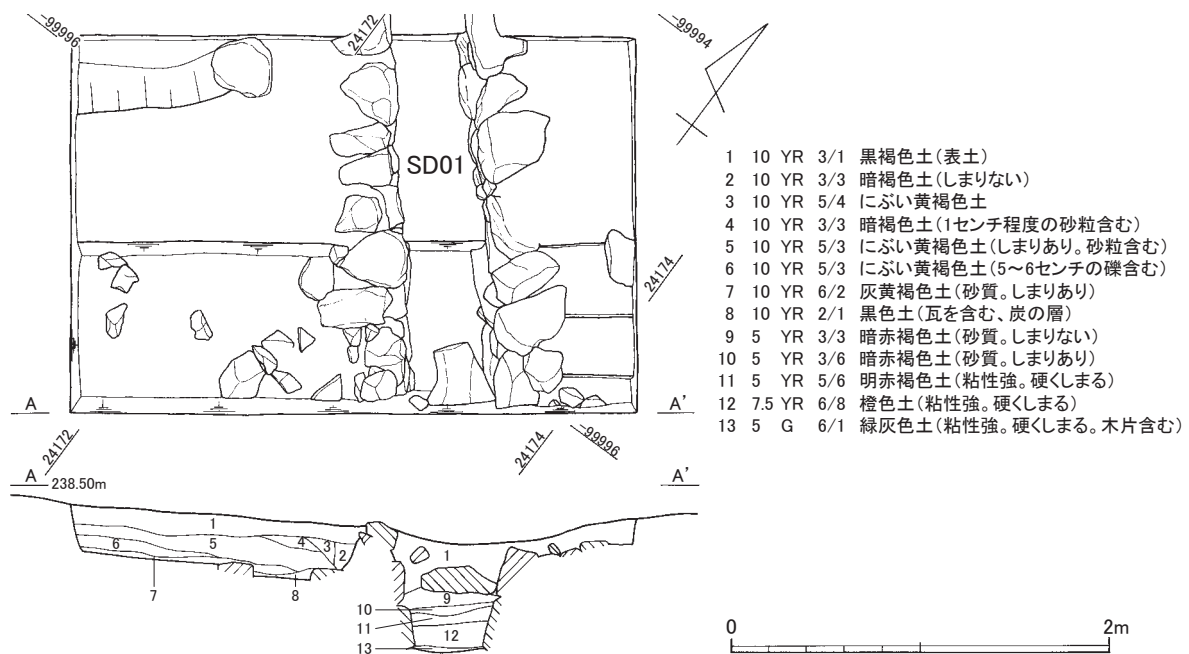 -99996
24172
-99994
SD01
24174
A
A'
24172
24174
-99996
A 238.50m
A'
1 10 YR 3/1 黒褐色土(表土)
2 10 YR 3/3 暗褐色土(しまりない)
3 10 YR 5/4 にぶい黄褐色土
4 10 YR 3/3 暗褐色土(1センチ程度の砂粒含む)
5 10 YR 5/3 にぶい黄褐色土(しまりあり。砂粒含む)
6 10 YR 5/3 にぶい黄褐色土(5～6センチの礫含む)
7 10 YR 6/2 灰黄褐色土(砂質。しまりあり)
8 10 YR 2/1 黒色土(瓦を含む、炭の層)
9 5 YR 3/3 暗赤褐色土(砂質。しまりない)
10 5 YR 3/6 暗赤褐色土(砂質。しまりあり)
11 5 YR 5/6 明赤褐色土(粘性強。硬くしまる)
12 7.5 YR 6/8 橙色土(粘性強。硬くしまる)
13 5 G 6/1 緑灰色土(粘性強。硬くしまる。木片含む)
1
6
5
4
3
2
7
8
1
9
10
11
12
13
0
2m